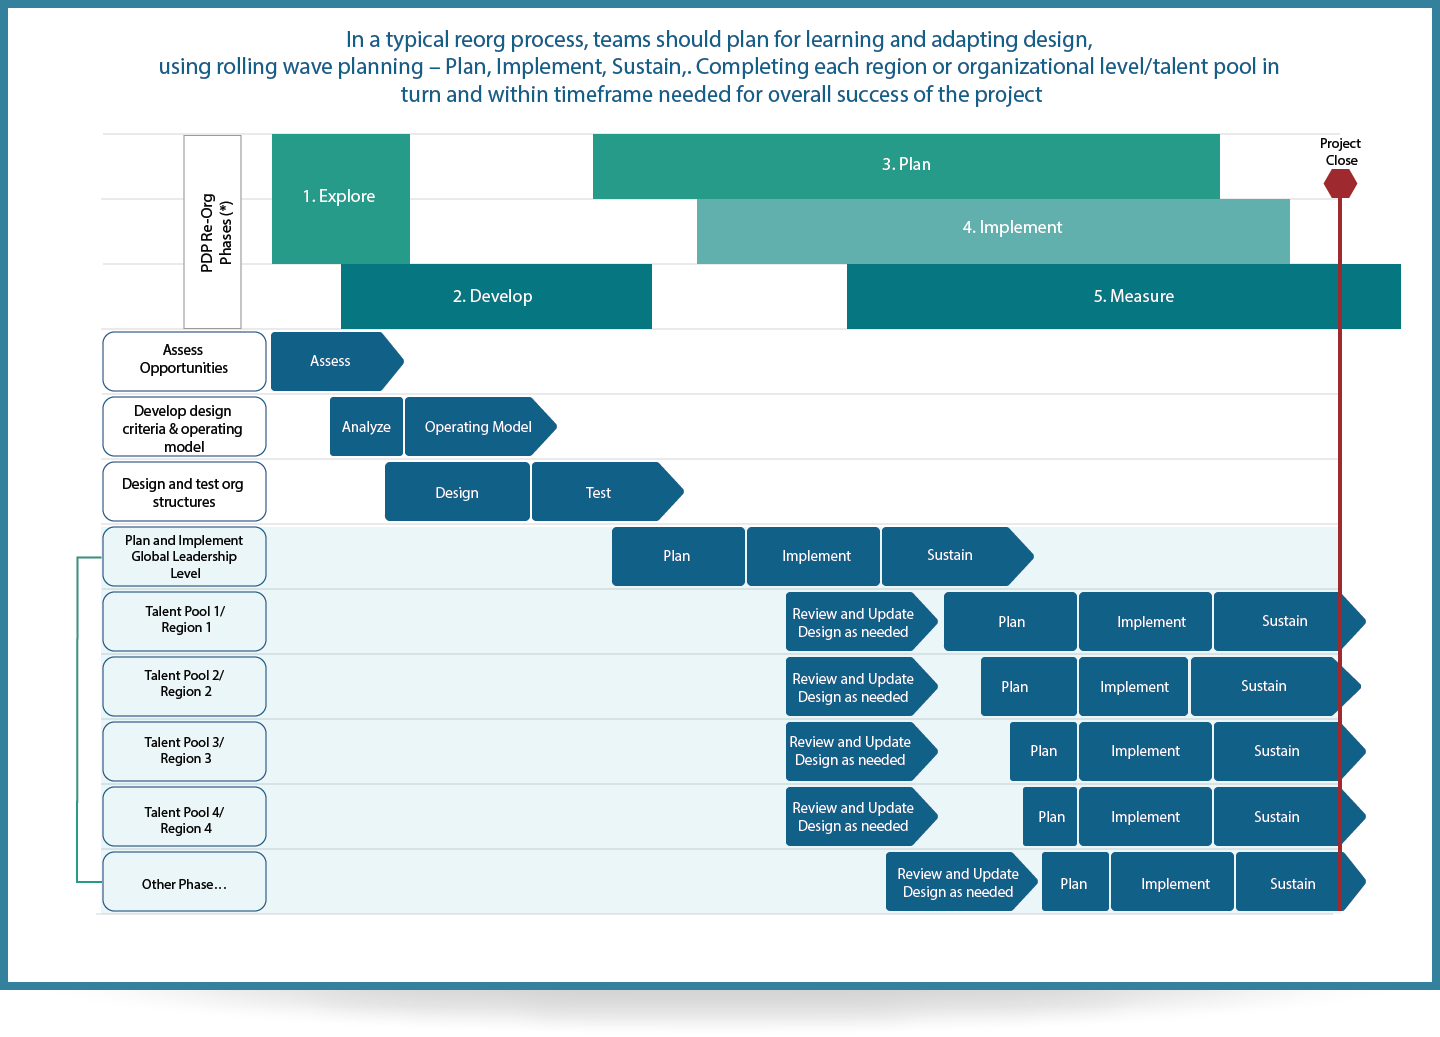 In a typical reorg process, teams should plan for learning and adapting design,
using rolling wave planning – Plan, Implement, Sustain,. Completing each region or organizational level/talent pool in
turn and within timeframe needed for overall success of the project
Project
Close
PDP Re-Org
Phases (*)
1. Explore
3. Plan
4. Implement
2. Develop
5. Measure
Assess
Opportunities
Assess
Develop design
criteria & operating
model
Analyze
Operating Model
Design and test org
structures
Design
Test
Plan and Implement
Global Leadership
Level
Plan
Implement
Sustain
Talent Pool 1/
Region 1
Review and Update
Design as needed
Plan
Implement
Sustain
Talent Pool 2/
Region 2
Review and Update
Design as needed
Plan
Implement
Sustain
Talent Pool 3/
Region 3
Review and Update
Design as needed
Plan
Implement
Sustain
Talent Pool 4/
Region 4
Review and Update
Design as needed
Plan
Implement
Sustain
Other Phase…
Review and Update
Design as needed
Plan
Implement
Sustain